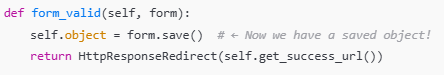 def form_valid(self, form):
    self.object = form.save()  # ← Now we have a saved object!
    return HttpResponseRedirect(self.get_success_url())